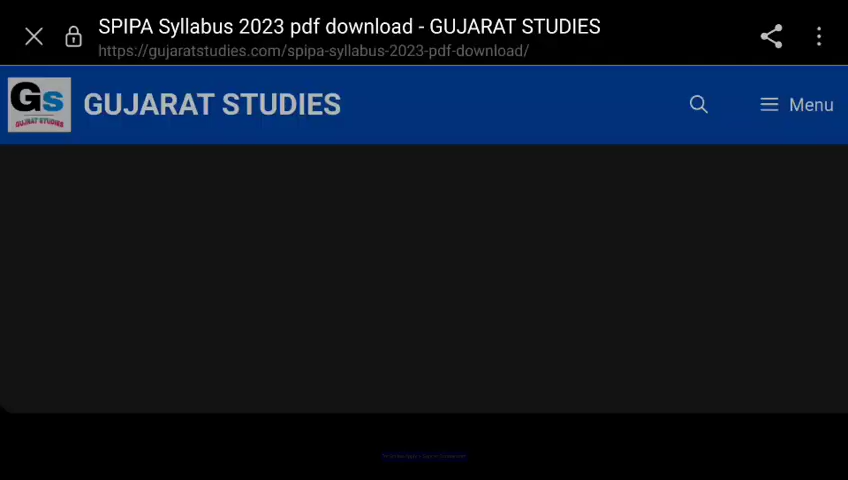 SPIPA Syllabus 2023 pdf download - GUJARAT STUDIES
https://gujaratstudies.com/spipa-syllabus-2023-pdf-download/
Gs
GUJRAT STUDIES
GUJARAT STUDIES
Menu